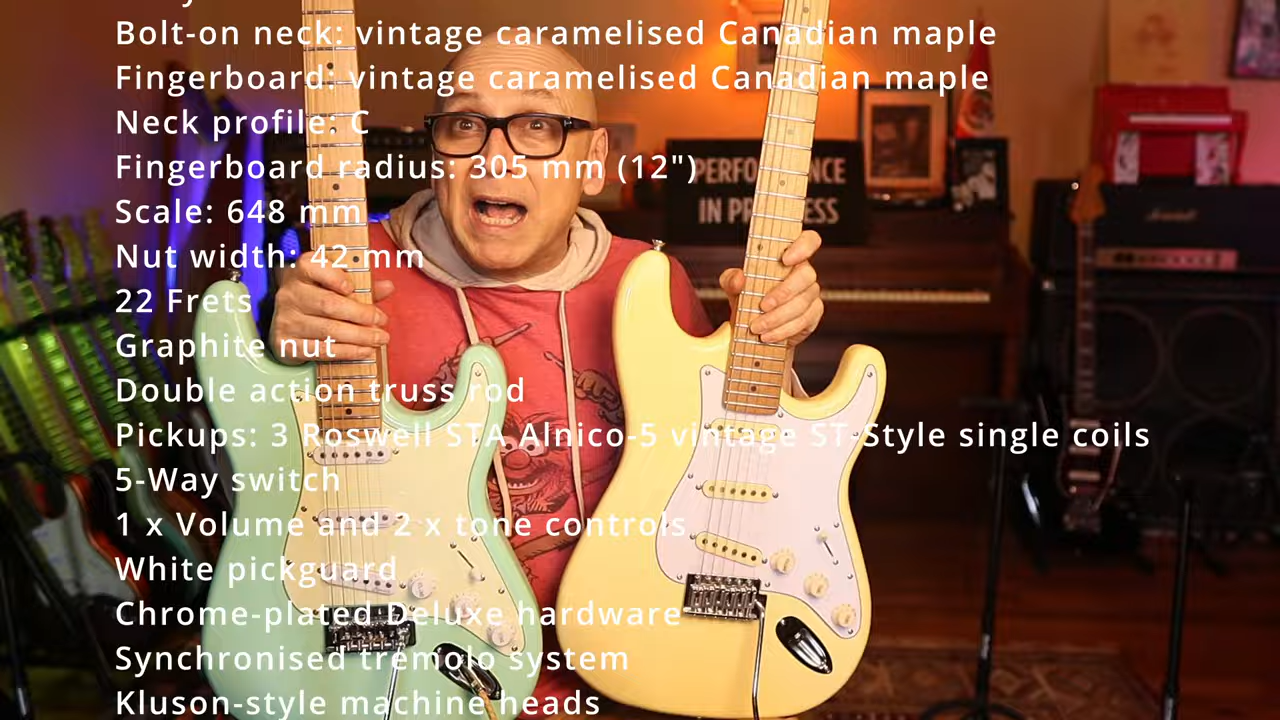 Bolt-on neck: vintage caramelised Canadian maple
Fingerboard: vintage caramelised Canadian maple
Neck profile: C
Fingerboard radius: 305 mm (12")
PERFORMANCE
IN PROGRESS
Scale: 648 mm
Nut width: 42 mm
22 Frets
Graphite nut
Double action truss rod
Pickups: 3 Roswell STA Alnico-5 vintage ST-Style single coils
5-Way switch
1 x Volume and 2 x tone controls
White pickguard
Chrome-plated Deluxe hardware
Synchronised tremolo system
Kluson-style machine heads